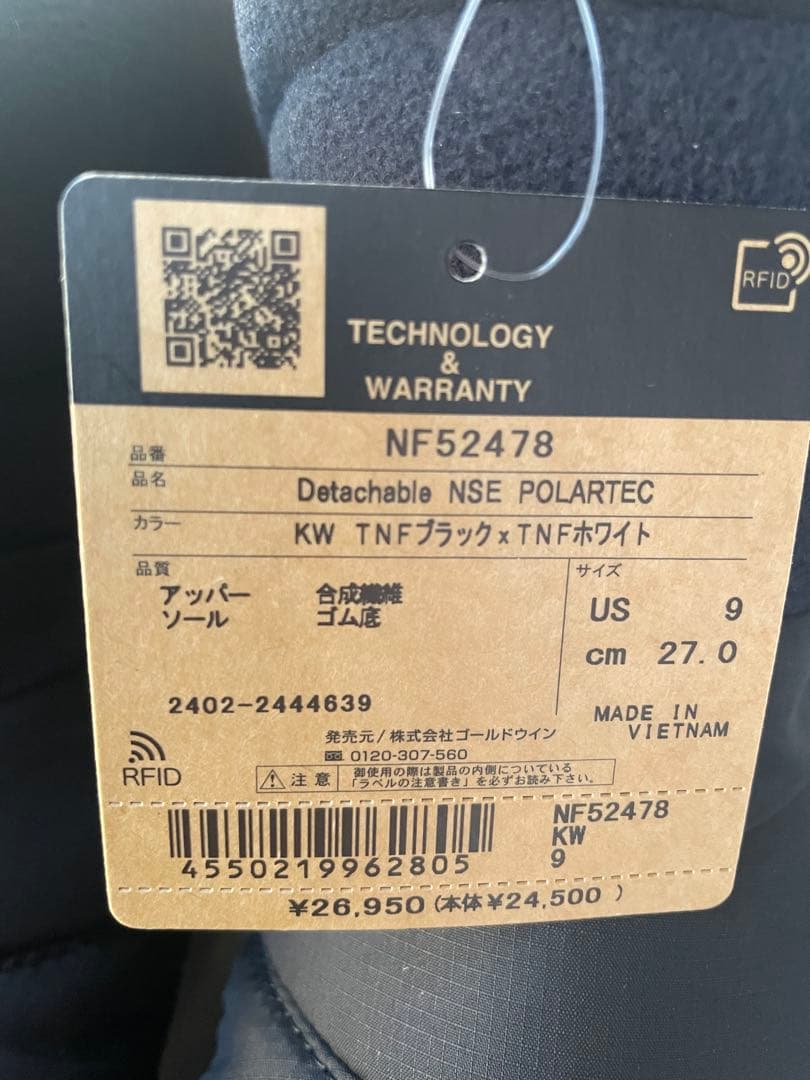 RFID
TECHNOLOGY
&
WARRANTY
品番 NF52478
品名 Detachable NSE POLARTEC
カラー KW TNFブラック×TNFホワイト
品質
アッパー 合成繊維
ソール ゴム底
サイズ
US 9
cm 27.0
2402-2444639
MADE IN
VIETNAM
発売元/株式会社ゴールドウイン
0120-307-560
RFID
注意 御使用の際は製品の内側についている
「ラベルの注意書き」を必ずお読み下さい。
NF52478
KW
9
4550219962805
¥26,950 (本体¥24,500 )